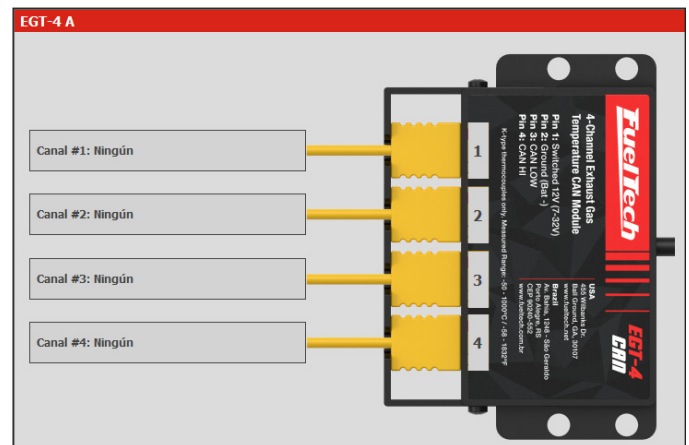 EGT-4 A
Canal #1: Ningún
Canal #2: Ningún
Canal #3: Ningún
Canal #4: Ningún
1
2
3
4
FuelTech
EGT-4
CAN
4-Channel Exhaust Gas
Temperature CAN Module
Pin 1: Switched 12V (7-32V)
Pin 2: Ground (Bat -)
Pin 3: CAN LOW
Pin 4: CAN HI
K-type thermocouples only. Measured Range: -50 - 1000°C / -58 - 1832°F
USA
455 Wilbanks Dr.
Ball Ground, GA, 30107
www.fueltech.net
Brazil
Av. Bahia, 1248 - São Geraldo
Porto Alegre, RS
CEP 90240-552
www.fueltech.com.br